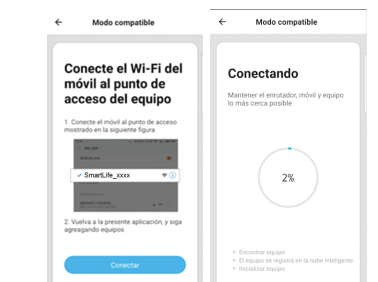 Modo compatible
Conecte el Wi-Fi del
móvil al punto de
acceso del equipo
1. Conecte el móvil al punto de acceso
mostrado en la siguiente figura
SmartLife_xxxx
2. Vuelva a la presente aplicación, y siga
agreagando equipos
Conectar
Modo compatible
Conectando
Mantener el enrutador, móvil y equipo
lo más cerca posible
2%
Encontrar equipo
El equipo se registra en la nube inteligente
Inicializar equipo